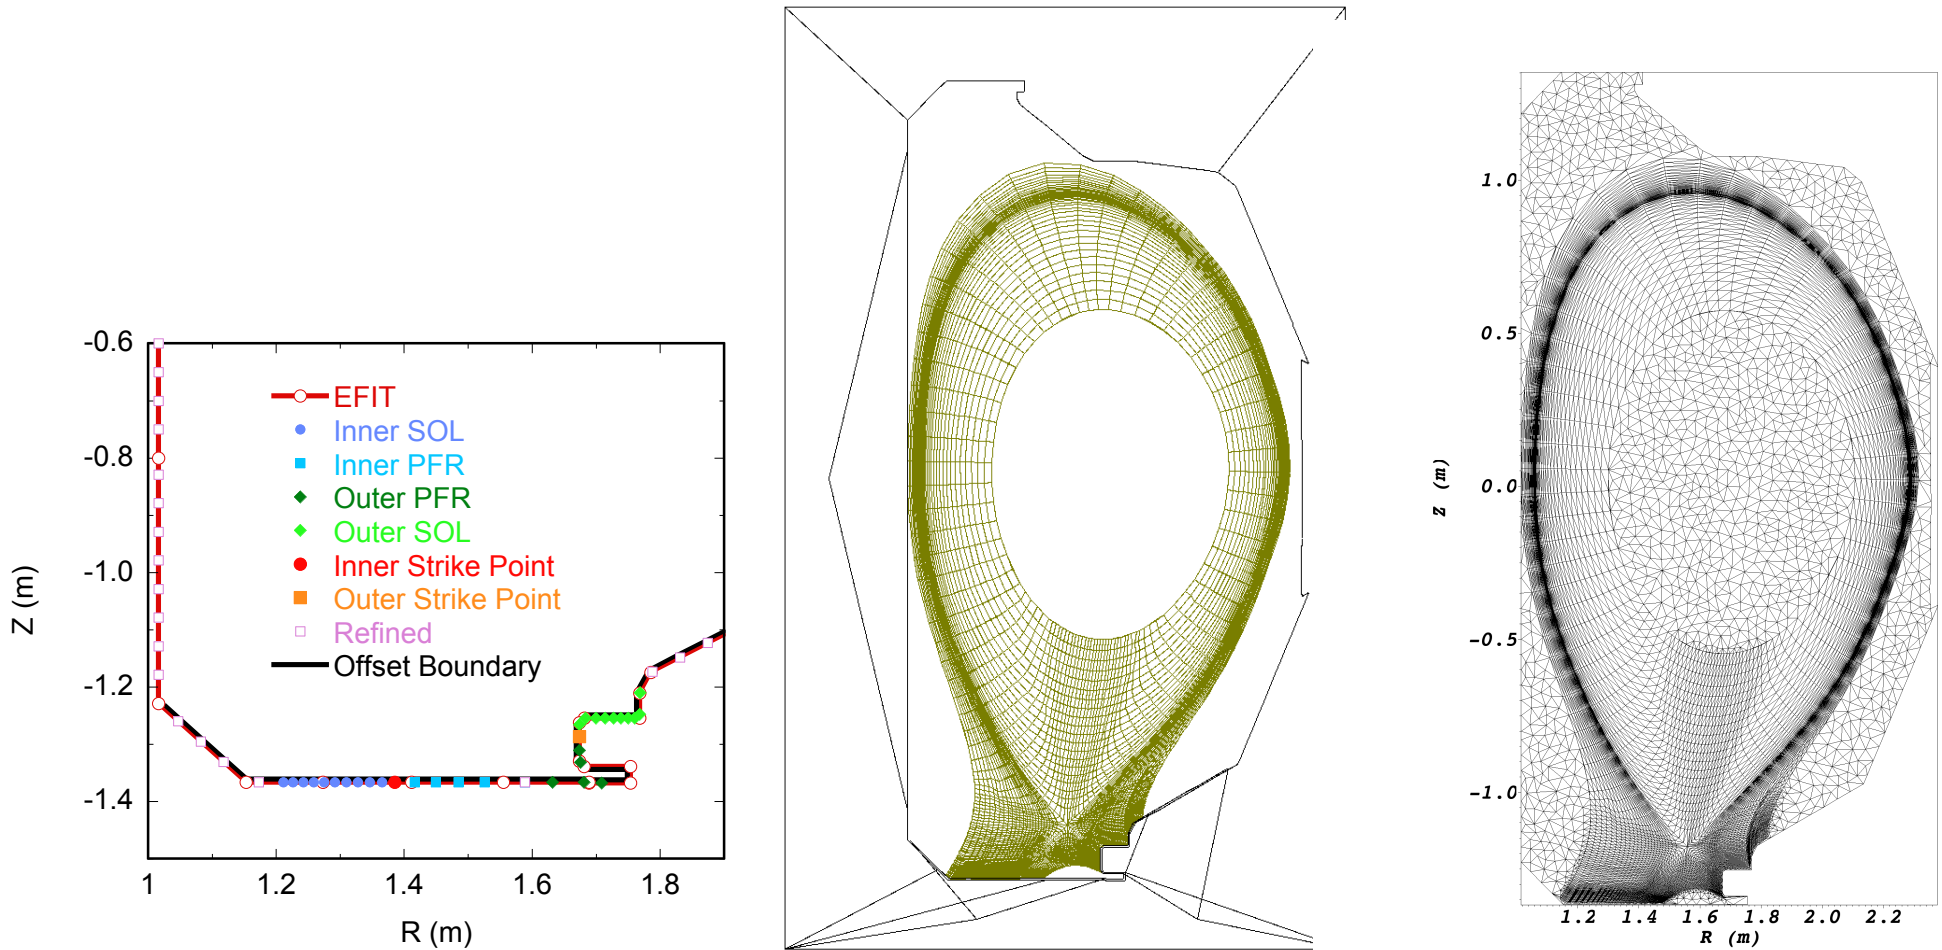 -0.6
-0.8
-1.0
-1.2
-1.4
Z (m)
EFIT
Inner SOL
Inner PFR
Outer PFR
Outer SOL
Inner Strike Point
Outer Strike Point
Refined
Offset Boundary
1 1.2 1.4 1.6 1.8
R (m)
1.0
0.5
0.0
-0.5
-1.0
Z (m)
1.2 1.4 1.6 1.8 2.0 2.2
R (m)